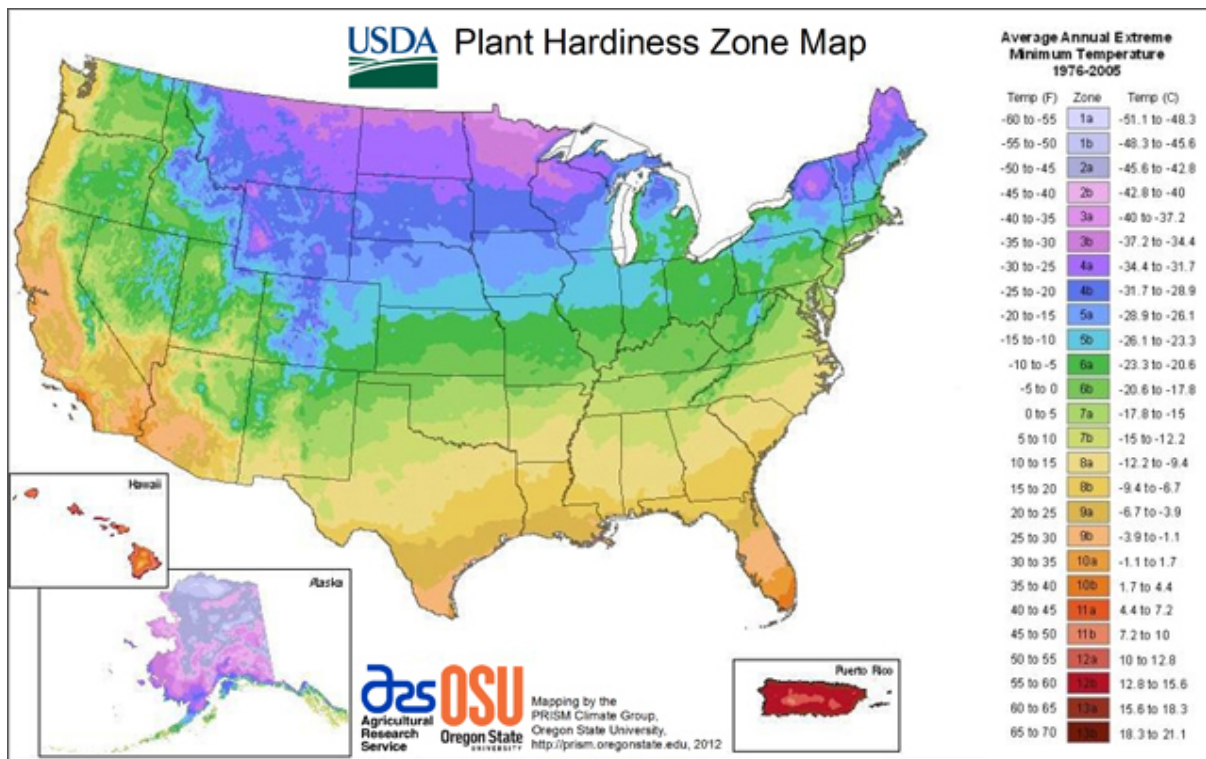 USDA Plant Hardiness Zone Map
Average Annual Extreme
Minimum Temperature
1976-2005
Temp (F) Zone Temp (C)
-60 to -55 1a -51.1 to -48.3
-55 to -50 1b -48.3 to -45.6
-50 to -45 2a -45.6 to -42.8
-45 to -40 2b -42.8 to -40
-40 to -35 3a -40 to -37.2
-35 to -30 3b -37.2 to -34.4
-30 to -25 4a -34.4 to -31.7
-25 to -20 4b -31.7 to -28.9
-20 to -15 5a -28.9 to -26.1
-15 to -10 5b -26.1 to -23.3
-10 to -5 6a -23.3 to -20.6
-5 to 0 6b -20.6 to -17.8
0 to 5 7a -17.8 to -15
5 to 10 7b -15 to -12.2
10 to 15 8a -12.2 to -9.4
15 to 20 8b -9.4 to -6.7
20 to 25 9a -6.7 to -3.9
25 to 30 9b -3.9 to -1.1
30 to 35 10a -1.1 to 1.7
35 to 40 10b 1.7 to 4.4
40 to 45 11a 4.4 to 7.2
45 to 50 11b 7.2 to 10
50 to 55 12a 10 to 12.8
55 to 60 12b 12.8 to 15.6
60 to 65 13a 15.6 to 18.3
65 to 70 13b 18.3 to 21.1
Hawaii
Alaska
Puerto Rico
ars
Agricultural
Research
Service
OSU
Oregon State
UNIVERSITY
Mapping by the
PRISM Climate Group,
Oregon State University,
http://prism.oregonstate.edu, 2012